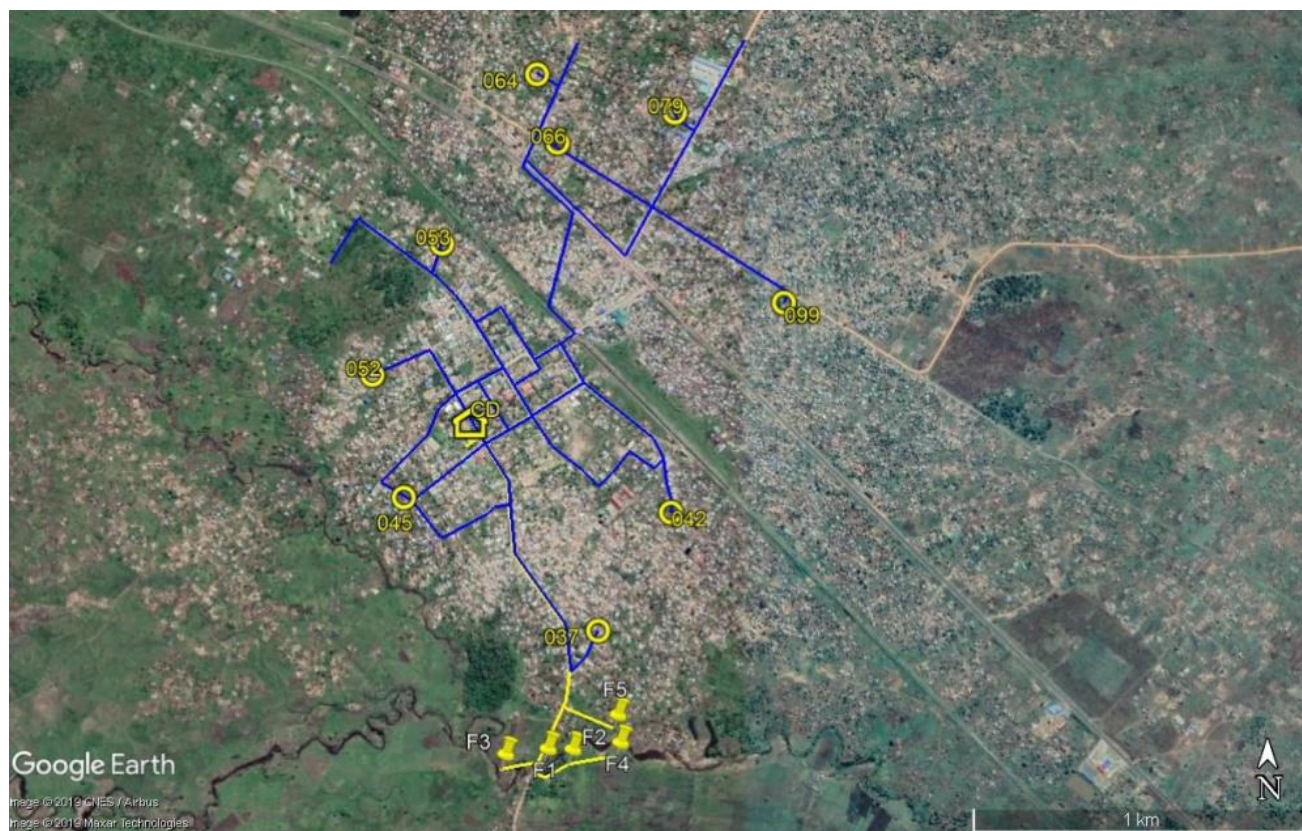 064
079
066
053
099
052
CD
045
042
037
F5
F3
F2
F1
F4
Google Earth
Image © 2019 CNES / Airbus
Image © 2019 Maxar Technologies
1 km
N